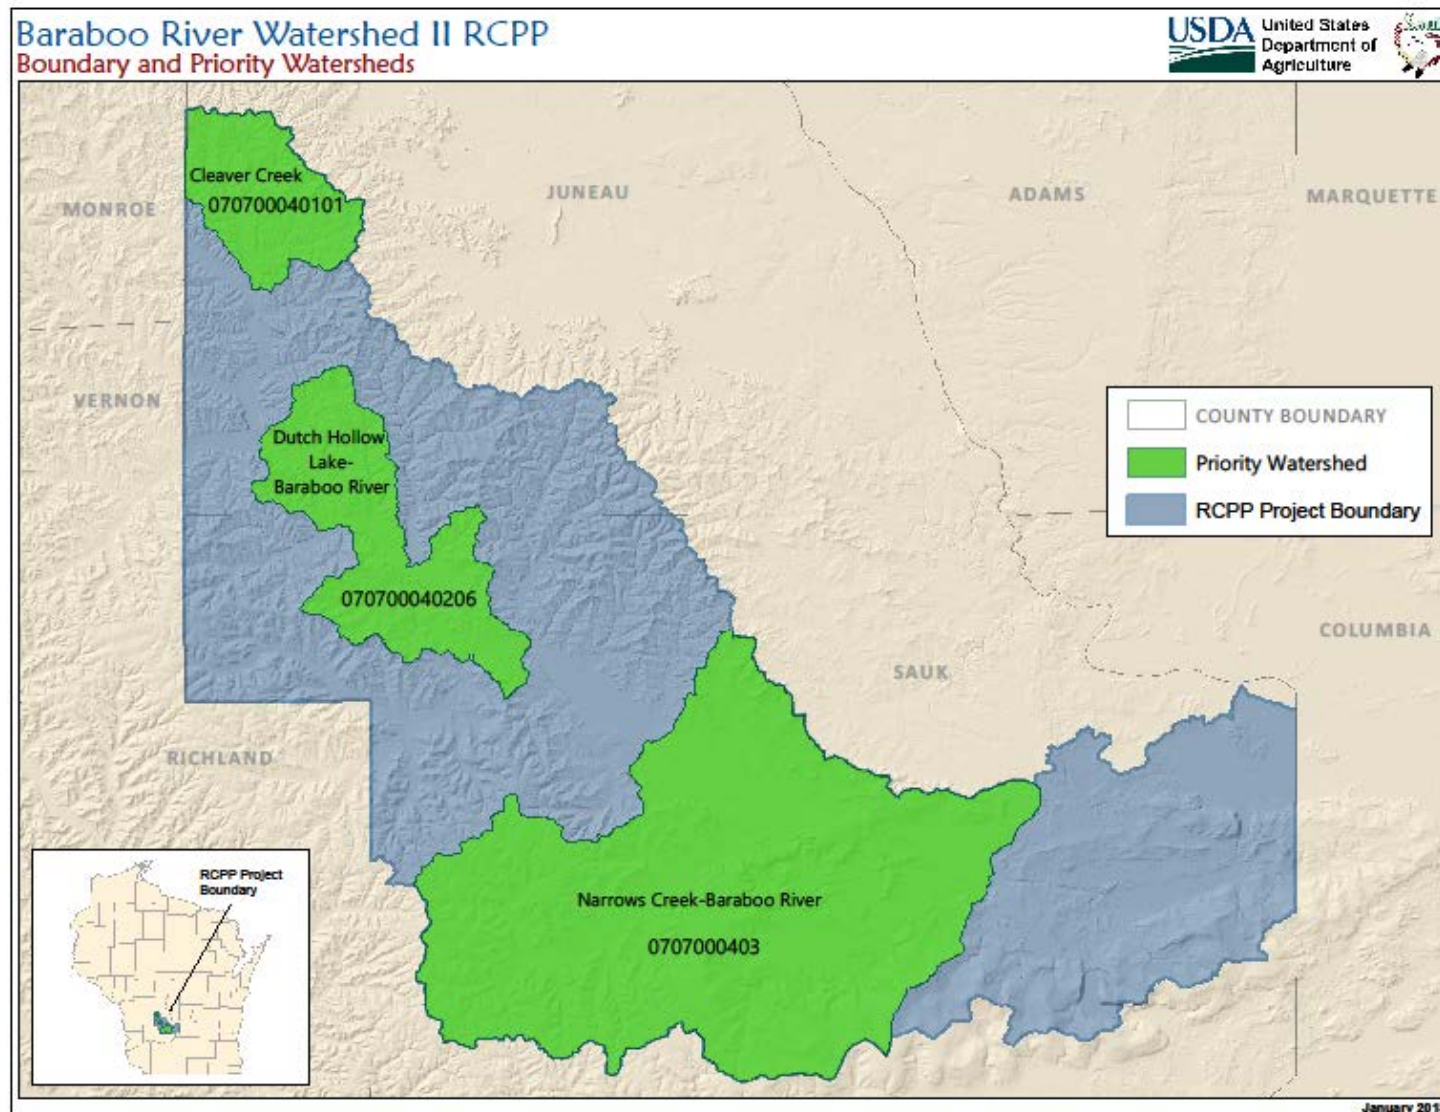 Baraboo River Watershed II RCPP
Boundary and Priority Watersheds
USDA
United States
Department of
Agriculture
Cleaver Creek
070700040101
MONROE
JUNEAU
ADAMS
MARQUETTE
VERNON
Dutch Hollow
Lake-
Baraboo River
COUNTY BOUNDARY
Priority Watershed
RCPP Project Boundary
070700040206
COLUMBIA
SAUK
RICHLAND
RCPP Project
Boundary
Narrows Creek-Baraboo River
0707000403
January 201